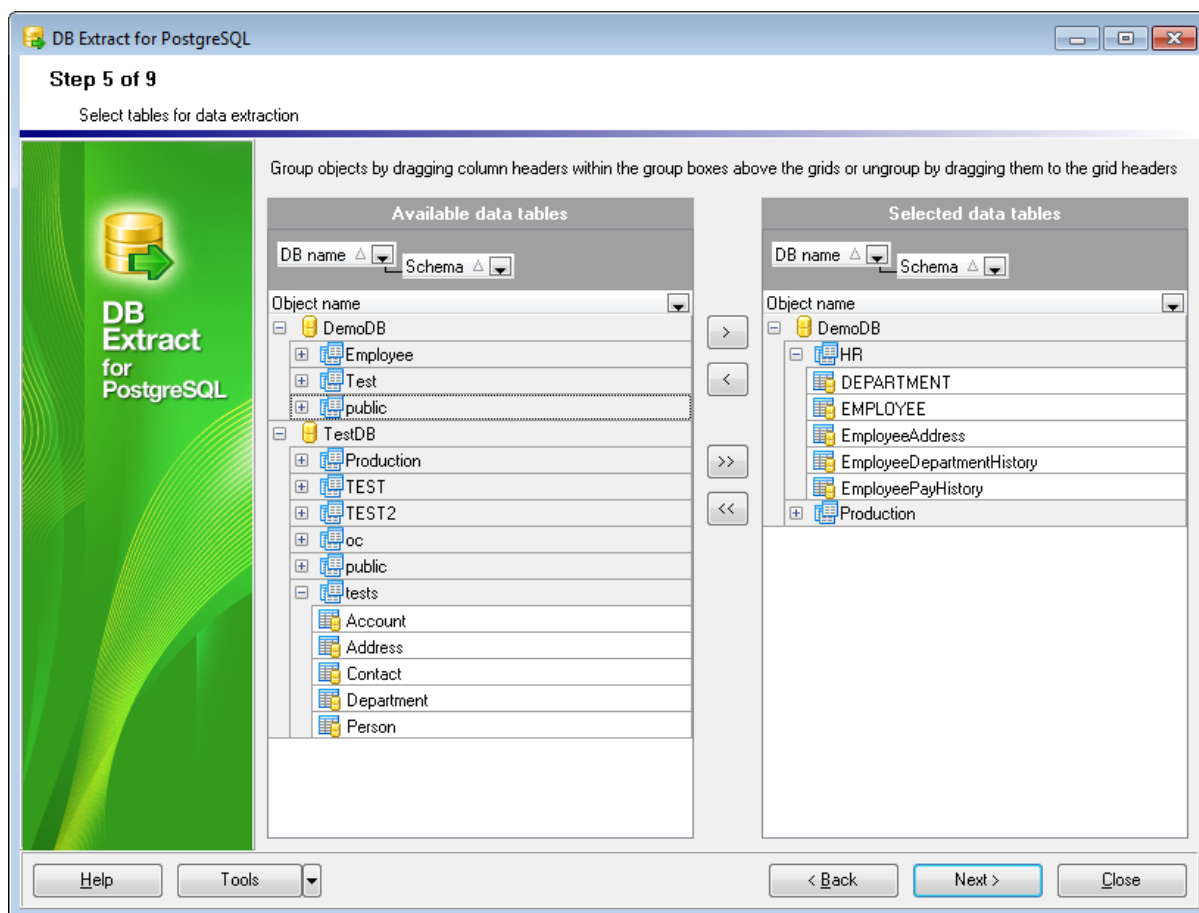 DB Extract for PostgreSQL
Step 5 of 9
Select tables for data extraction
DB
Extract
for
PostgreSQL
Group objects by dragging column headers within the group boxes above the grids or ungroup by dragging them to the grid headers
Available data tables
DB name
Schema
Object name
DemoDB
Employee
Test
public
TestDB
Production
TEST
TEST2
oc
public
tests
Account
Address
Contact
Department
Person
>
<
>>
<<
Selected data tables
DB name
Schema
Object name
DemoDB
HR
DEPARTMENT
EMPLOYEE
EmployeeAddress
EmployeeDepartmentHistory
EmployeePayHistory
Production
Help
Tools
< Back
Next >
Close